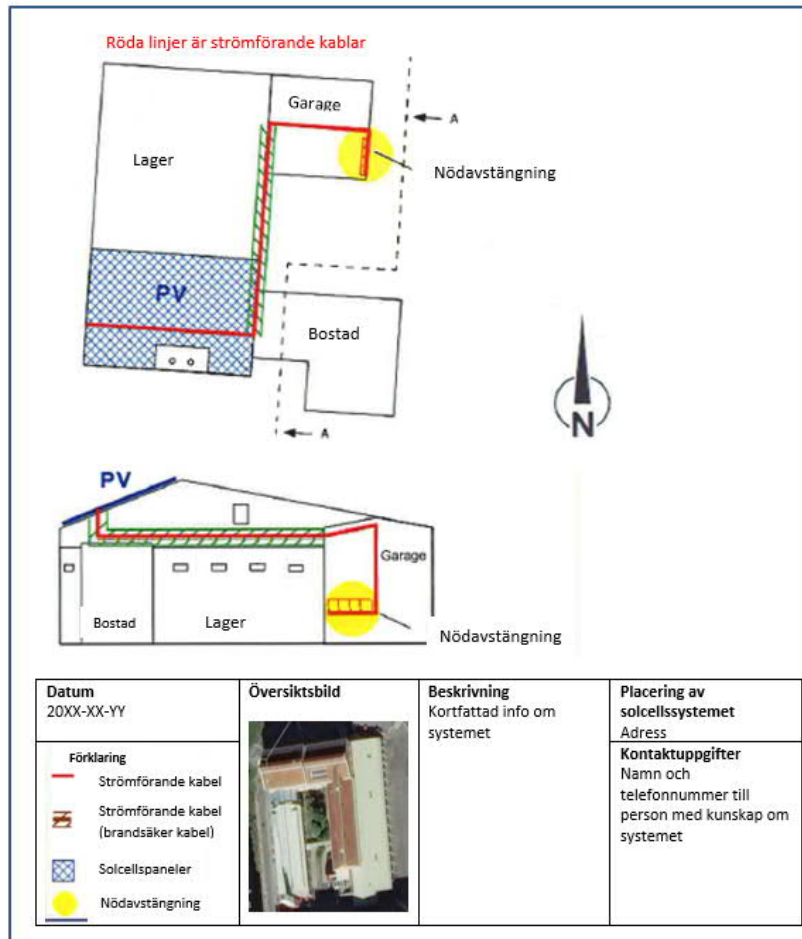 Röda linjer är strömförande kablar
Garage
A
Lager
Nödavstängning
PV
Bostad
A
N
PV
Garage
Bostad
Lager
Nödavstängning
Datum
20XX-XX-YY
Översiktsbild
Beskrivning
Kortfattad info om
systemet
Placering av
solcellssystemet
Adress
Förklaring
Strömförande kabel
Strömförande kabel
(brandsäker kabel)
Solcellspaneler
Nödavstängning
Kontaktuppgifter
Namn och
telefonnummer till
person med kunskap om
systemet